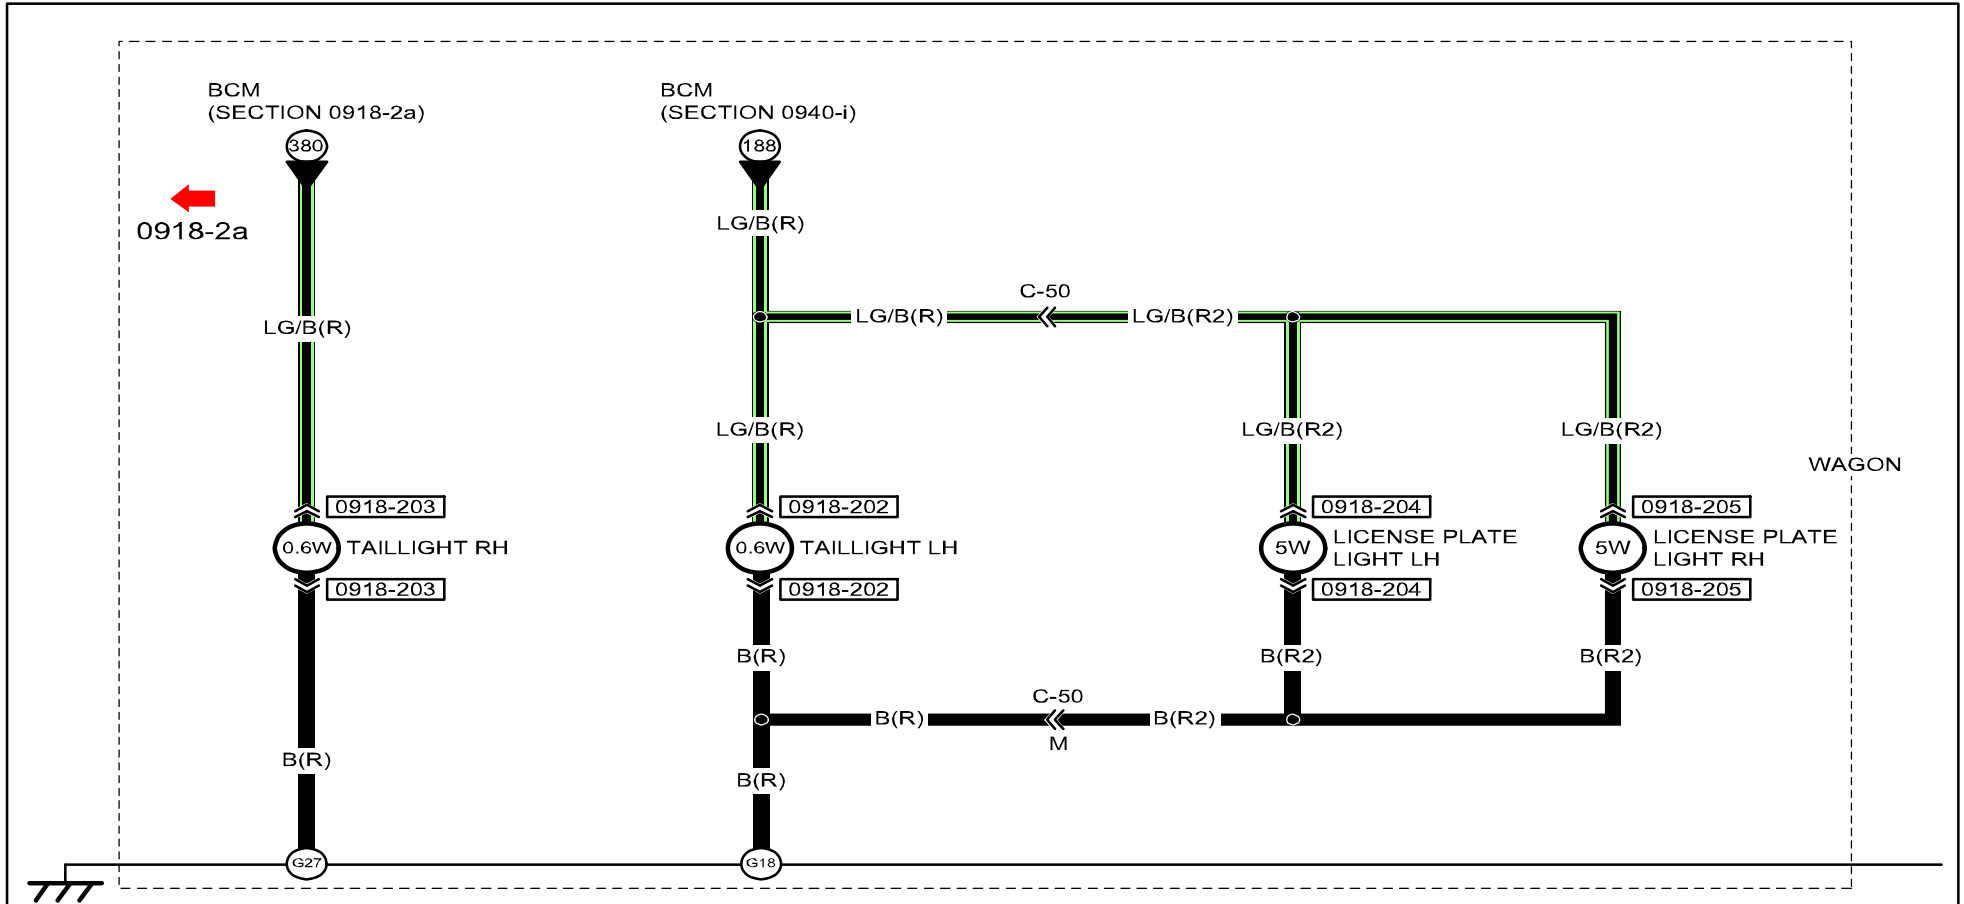 BCM
(SECTION 0918-2a)
380
BCM
(SECTION 0940-i)
188
0918-2a
LG/B(R)
C-50
LG/B(R)
LG/B(R2)
LG/B(R)
LG/B(R)
LG/B(R2)
LG/B(R2)
WAGON
0918-203
0918-202
0918-204
0918-205
0.6W
TAILLIGHT RH
0.6W
TAILLIGHT LH
5W
LICENSE PLATE
LIGHT LH
5W
LICENSE PLATE
LIGHT RH
0918-203
0918-202
0918-204
0918-205
B(R)
B(R2)
B(R2)
C-50
B(R)
B(R2)
M
B(R)
B(R)
G27
G18